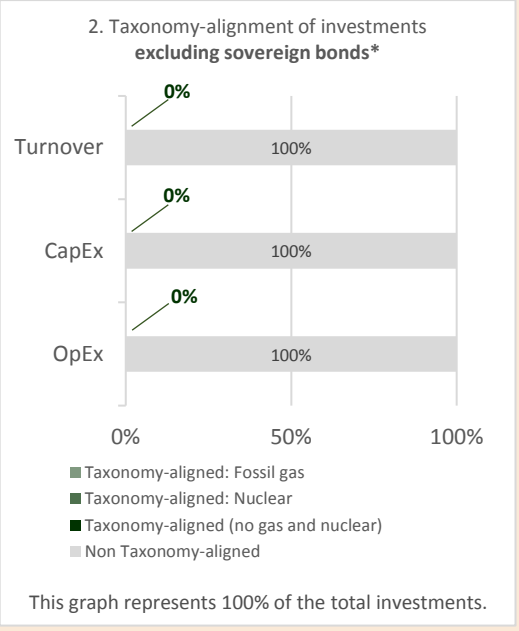 2. Taxonomy-alignment of investments
excluding sovereign bonds*
0%
Turnover
100%
0%
CapEx
100%
0%
OpEx
100%
0% 50% 100%
Taxonomy-aligned: Fossil gas
Taxonomy-aligned: Nuclear
Taxonomy-aligned (no gas and nuclear)
Non Taxonomy-aligned
This graph represents 100% of the total investments.